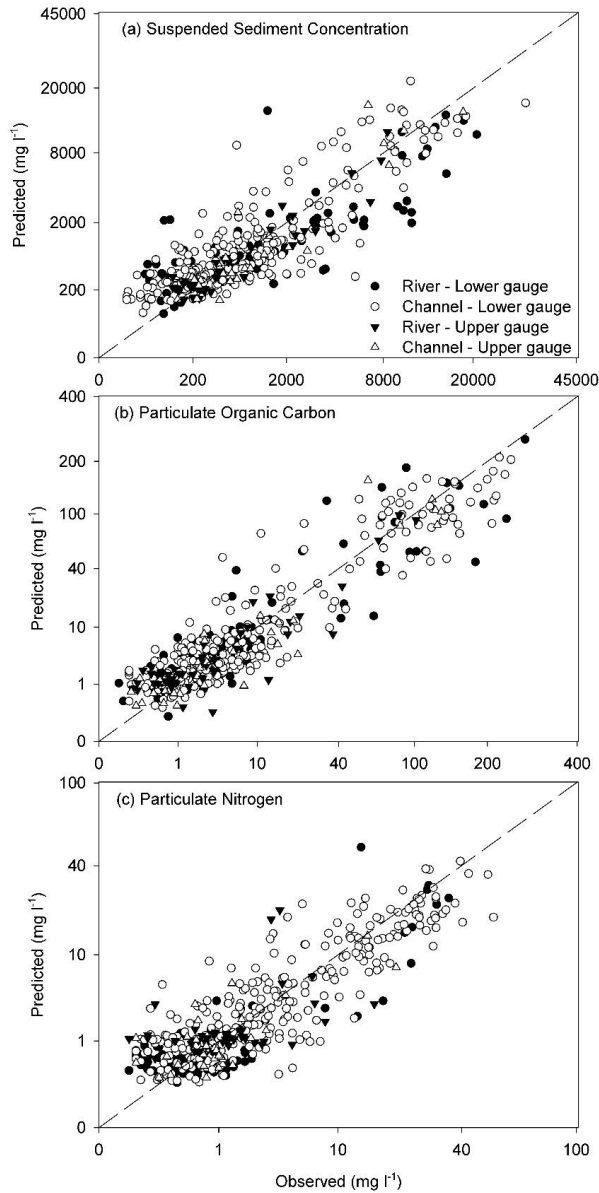 45000
(a) Suspended Sediment Concentration
20000
8000
Predicted (mg l⁻¹)
2000
200
0
River - Lower gauge
Channel - Lower gauge
River - Upper gauge
Channel - Upper gauge
0 200 2000 8000 20000 45000
400
(b) Particulate Organic Carbon
200
100
Predicted (mg l⁻¹)
40
10
1
0
0 1 10 40 100 200 400
100
(c) Particulate Nitrogen
40
Predicted (mg l⁻¹)
10
1
0
0 1 10 40 100
Observed (mg l⁻¹)